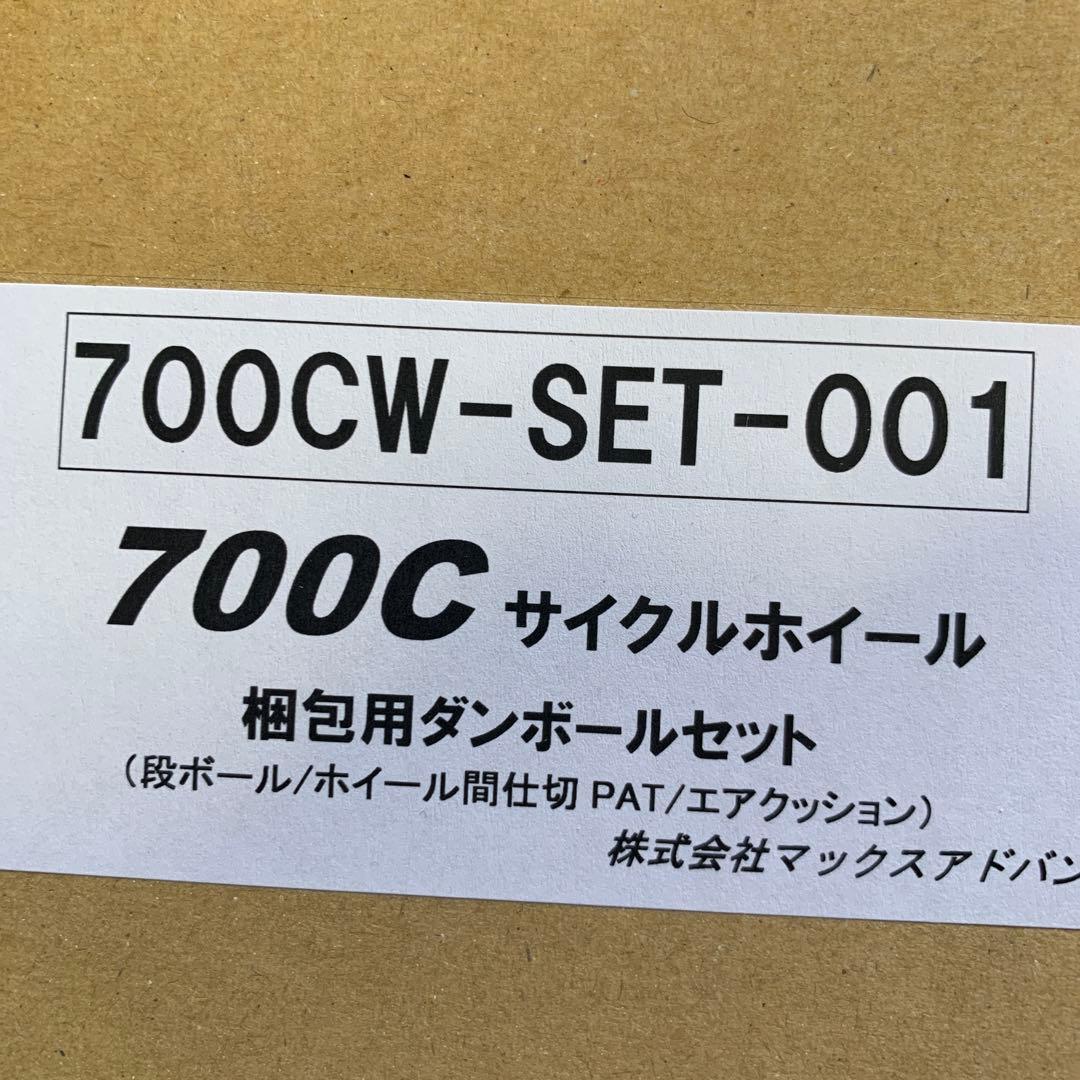 700CW-SET-001
700C サイクルホイール
梱包用ダンボールセット
（段ボール/ホイール間仕切 PAT/エアクッション）
株式会社マックスアドバン